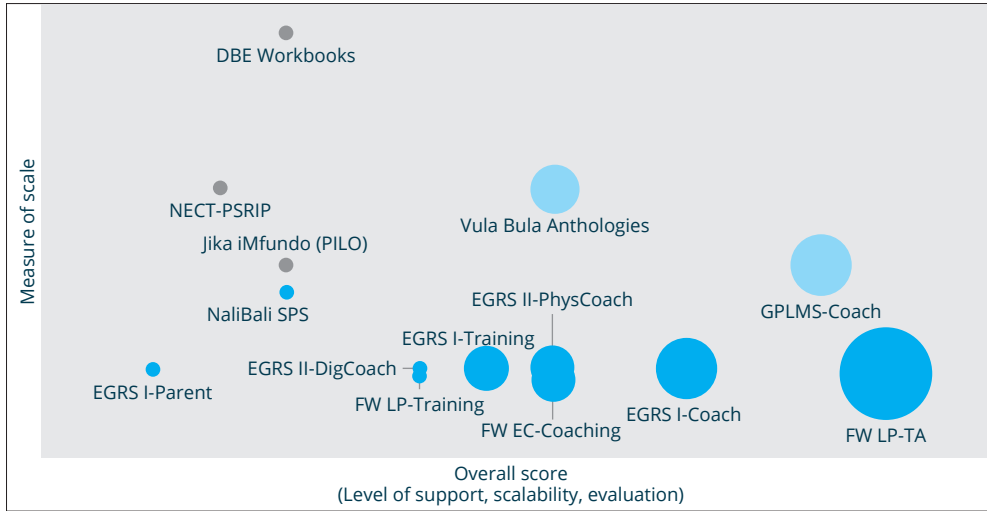 DBE Workbooks
NECT-PSRIP
Vula Bula Anthologies
Jika iMfundo (PILO)
NaliBali SPS
EGRS II-PhysCoach
GPLMS-Coach
EGRS I-Training
EGRS II-DigCoach
EGRS I-Parent
FW LP-Training
EGRS I-Coach
FW EC-Coaching
FW LP-TA
Measure of scale
Overall score
(Level of support, scalability, evaluation)